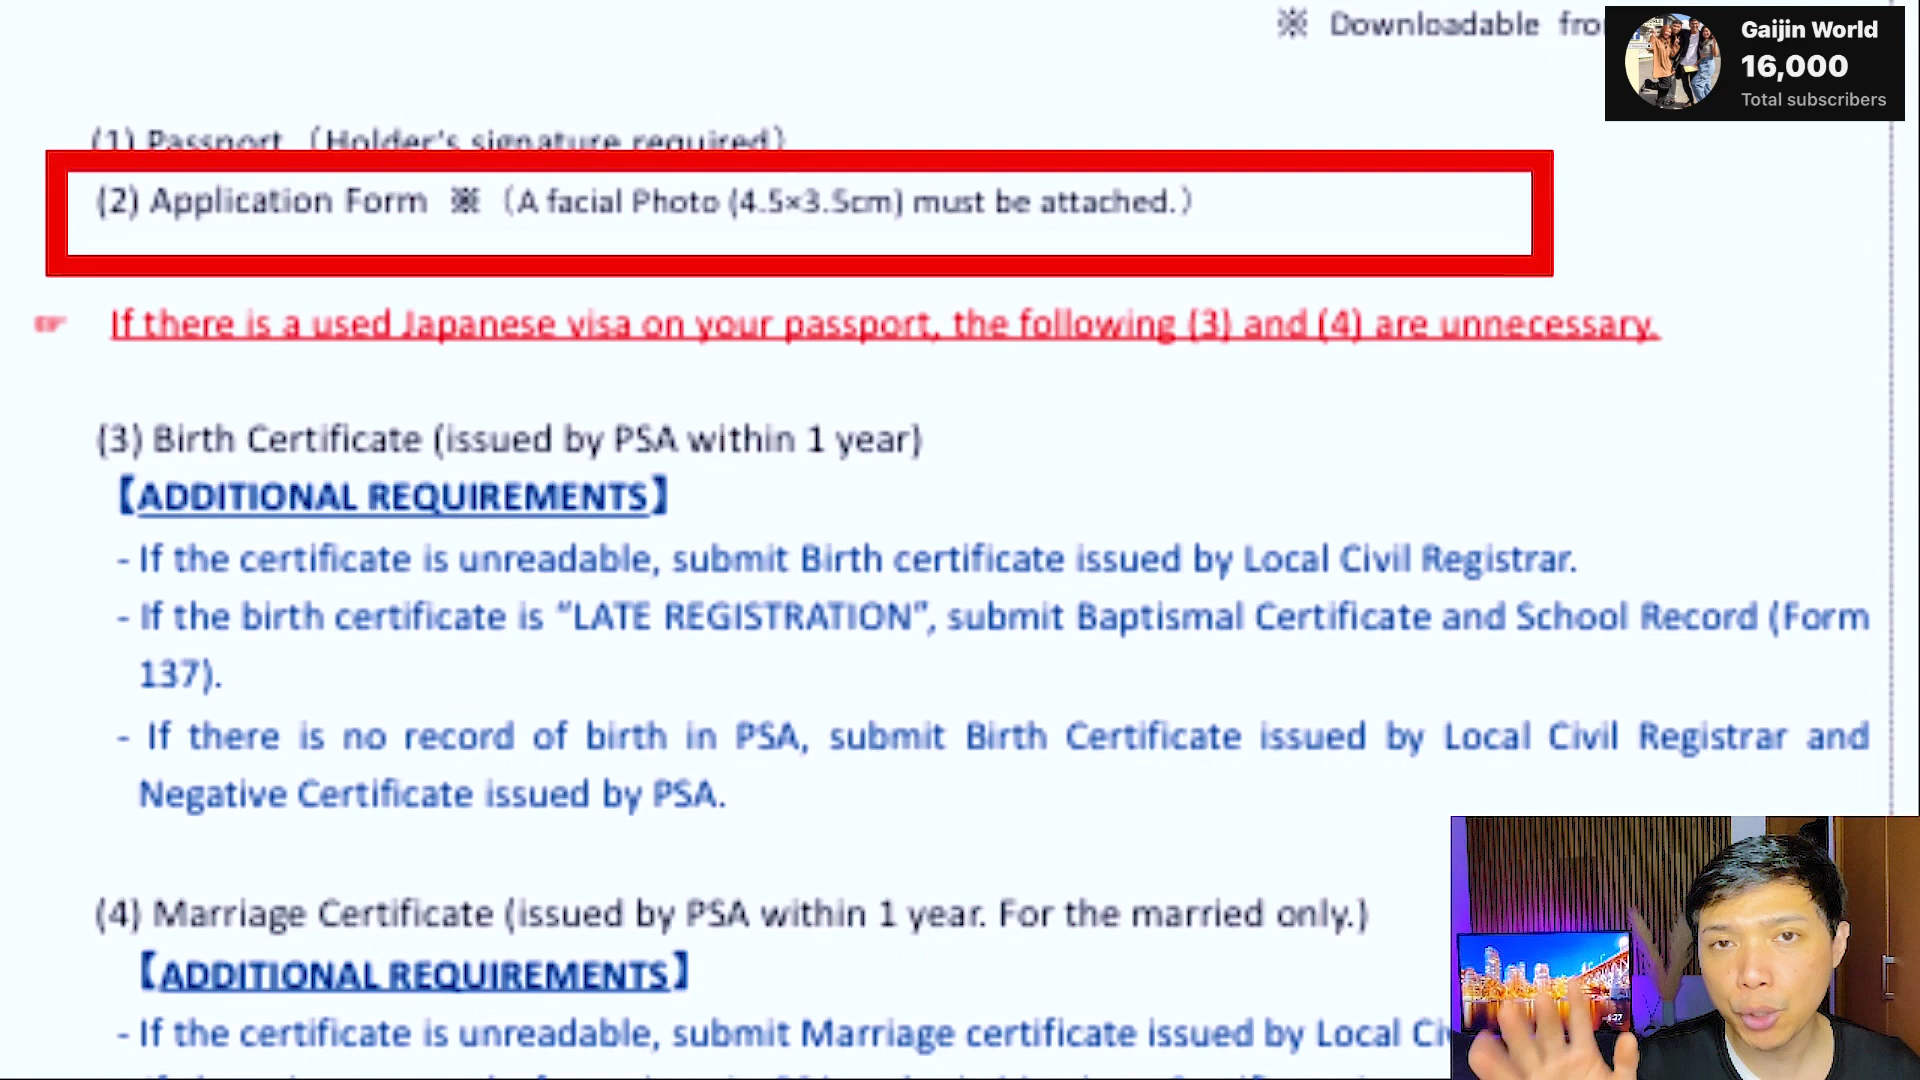 ※ Downloadable fro
Gaijin World
16,000
Total subscribers
(1) Passport （Holder's signature required）
(2) Application Form ※（A facial Photo (4.5×3.5cm) must be attached.）
☞ If there is a used Japanese visa on your passport, the following (3) and (4) are unnecessary.
(3) Birth Certificate (issued by PSA within 1 year)
【ADDITIONAL REQUIREMENTS】
- If the certificate is unreadable, submit Birth certificate issued by Local Civil Registrar.
- If the birth certificate is “LATE REGISTRATION”, submit Baptismal Certificate and School Record (Form
137).
- If there is no record of birth in PSA, submit Birth Certificate issued by Local Civil Registrar and
Negative Certificate issued by PSA.
(4) Marriage Certificate (issued by PSA within 1 year. For the married only.)
【ADDITIONAL REQUIREMENTS】
- If the certificate is unreadable, submit Marriage certificate issued by Local Ci